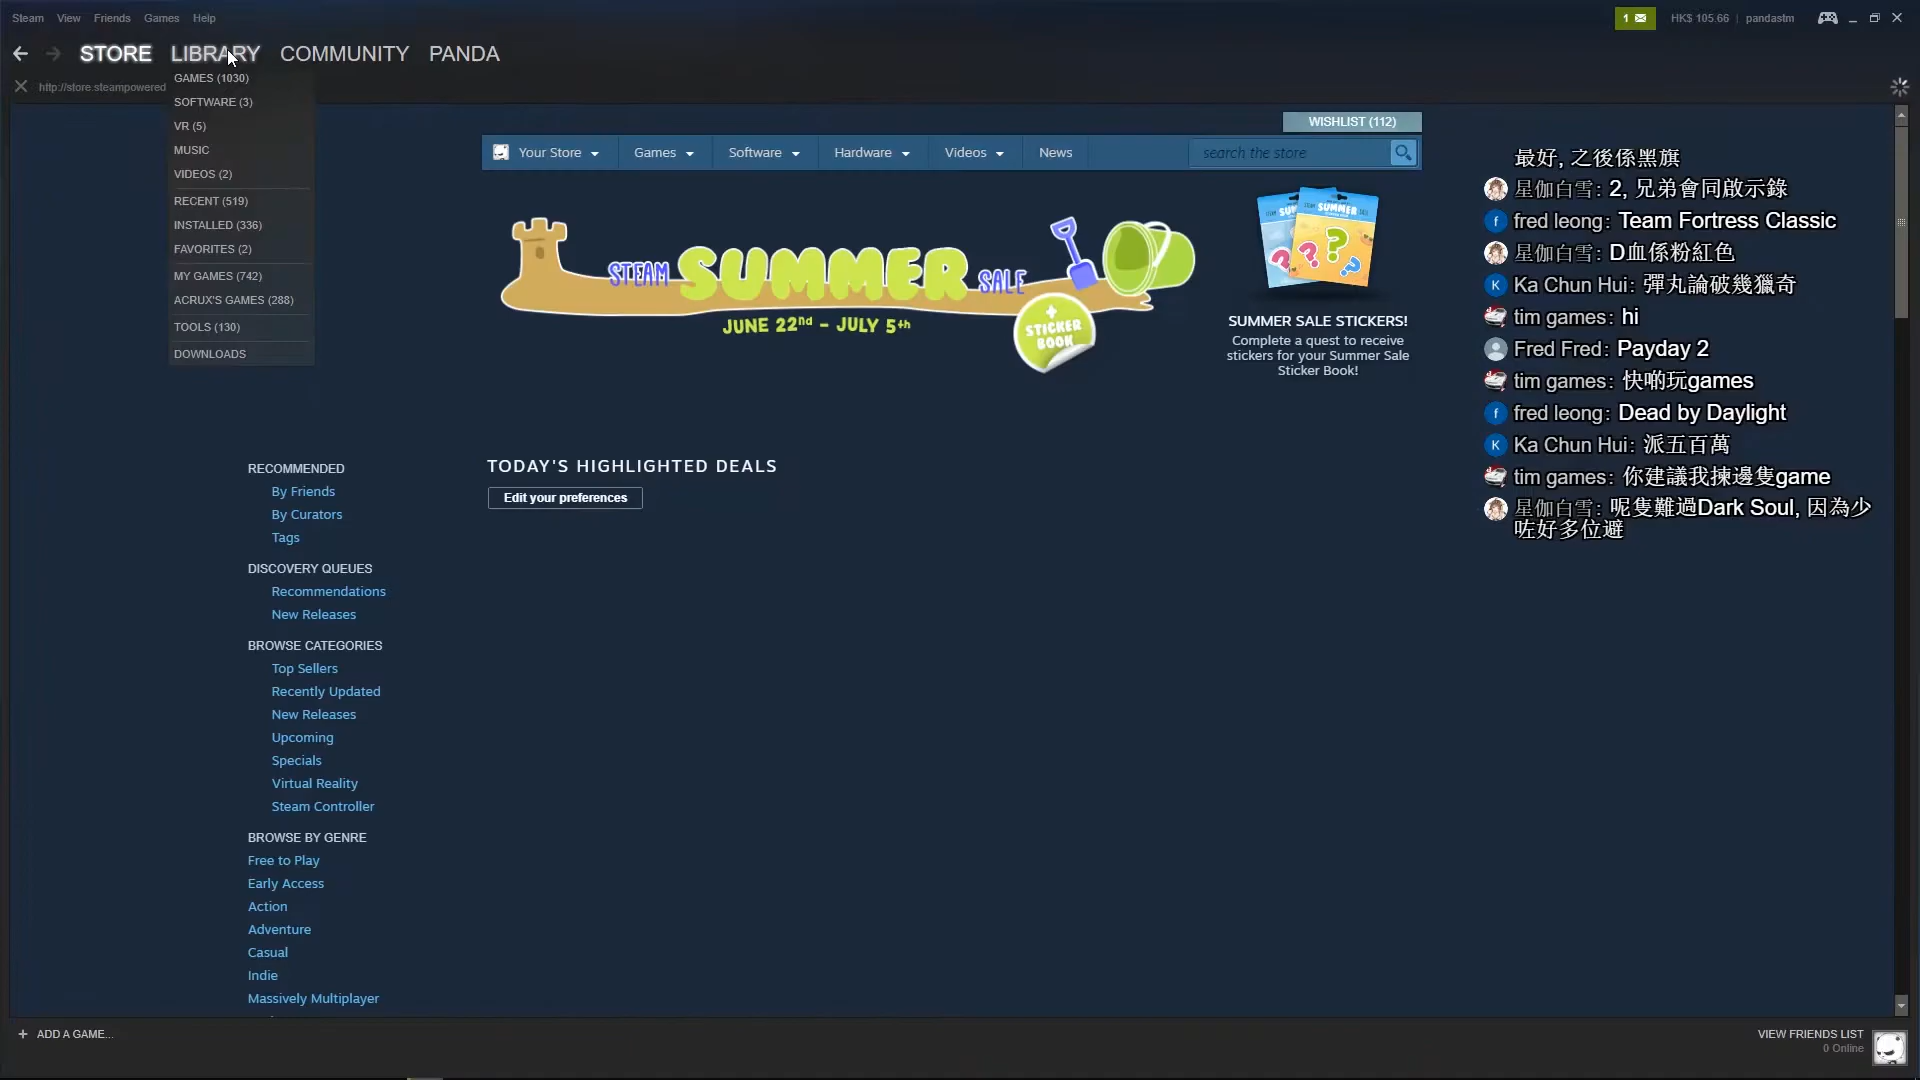 Steam View Friends Games Help
1 HK$ 105.66 | pandastm
STORE LIBRARY COMMUNITY PANDA
http://store.steampowered
GAMES (1030)
SOFTWARE (3)
VR (5)
MUSIC
VIDEOS (2)
RECENT (519)
INSTALLED (336)
FAVORITES (2)
MY GAMES (742)
ACRUX'S GAMES (288)
TOOLS (130)
DOWNLOADS
WISHLIST (112)
Your Store Games Software Hardware Videos News search the store
STEAM SUMMER SALE
JUNE 22nd - JULY 5th
+ STICKER
BOOK
SUMMER
SUMMER SALE STICKERS!
Complete a quest to receive
stickers for your Summer Sale
Sticker Book!
RECOMMENDED
By Friends
By Curators
Tags
DISCOVERY QUEUES
Recommendations
New Releases
BROWSE CATEGORIES
Top Sellers
Recently Updated
New Releases
Upcoming
Specials
Virtual Reality
Steam Controller
BROWSE BY GENRE
Free to Play
Early Access
Action
Adventure
Casual
Indie
Massively Multiplayer
TODAY'S HIGHLIGHTED DEALS
Edit your preferences
最好, 之後係黑旗
星伽白雪: 2, 兄弟會同啟示錄
f fred leong: Team Fortress Classic
星伽白雪: D血係粉紅色
K Ka Chun Hui: 彈丸論破幾獵奇
tim games: hi
Fred Fred: Payday 2
tim games: 快啲玩games
f fred leong: Dead by Daylight
K Ka Chun Hui: 派五百萬
tim games: 你建議我揀邊隻game
星伽白雪: 呢隻難過Dark Soul, 因為少
咗好多位避
+ ADD A GAME...
VIEW FRIENDS LIST
0 Online